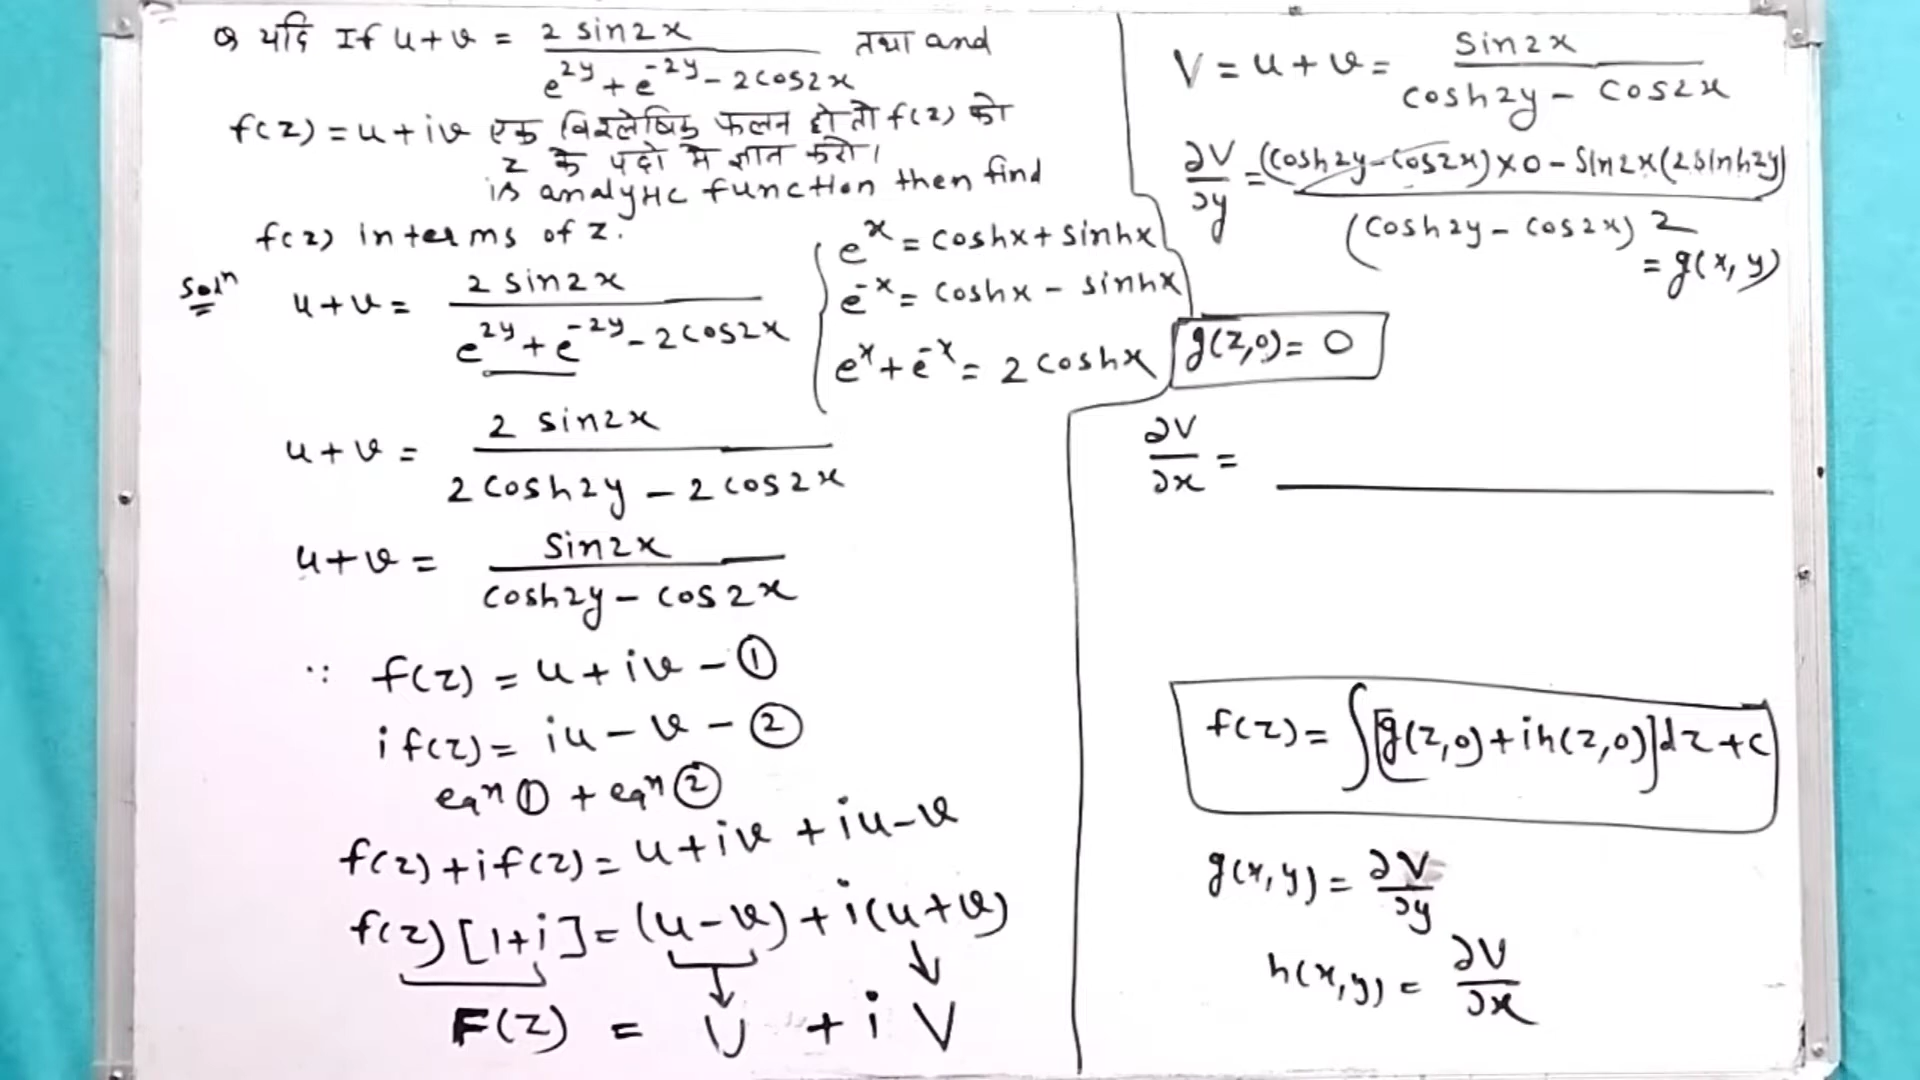 Q यदि If u+v = 2 sin2x / e^2y + e^-2y - 2cos2x तथा and
f(z) = u+iv एक विश्लेषिक फलन हो तो f(z) को
z के पदो मे ज्ञात करो।
is analytic function then find
f(z) in terms of z.
Solⁿ u+v = 2 sin2x / e^2y + e^-2y - 2cos2x
e^x = coshx + sinhx
e^-x = coshx - sinhx
e^x + e^-x = 2 coshx
u+v = 2 sin2x / 2 cosh2y - 2 cos2x
u+v = sin2x / cosh2y - cos2x
∵ f(z) = u+iv - ①
i f(z) = iu - v - ②
eqⁿ ① + eqⁿ ②
f(z) + if(z) = u+iv + iu-v
f(z) [1+i] = (u-v) + i(u+v)
F(z) = U + i V
V = u+v = sin2x / cosh2y - cos2x
∂V/∂y = (cosh2y - cos2x) x 0 - sin2x (2 sinh2y) / (cosh2y - cos2x)^2
= g(x, y)
g(z,0) = 0
∂V/∂x =
f(z) = ∫[g(z,0) + ih(z,0)]dz + c
g(x,y) = ∂V/∂y
h(x,y) = ∂V/∂x